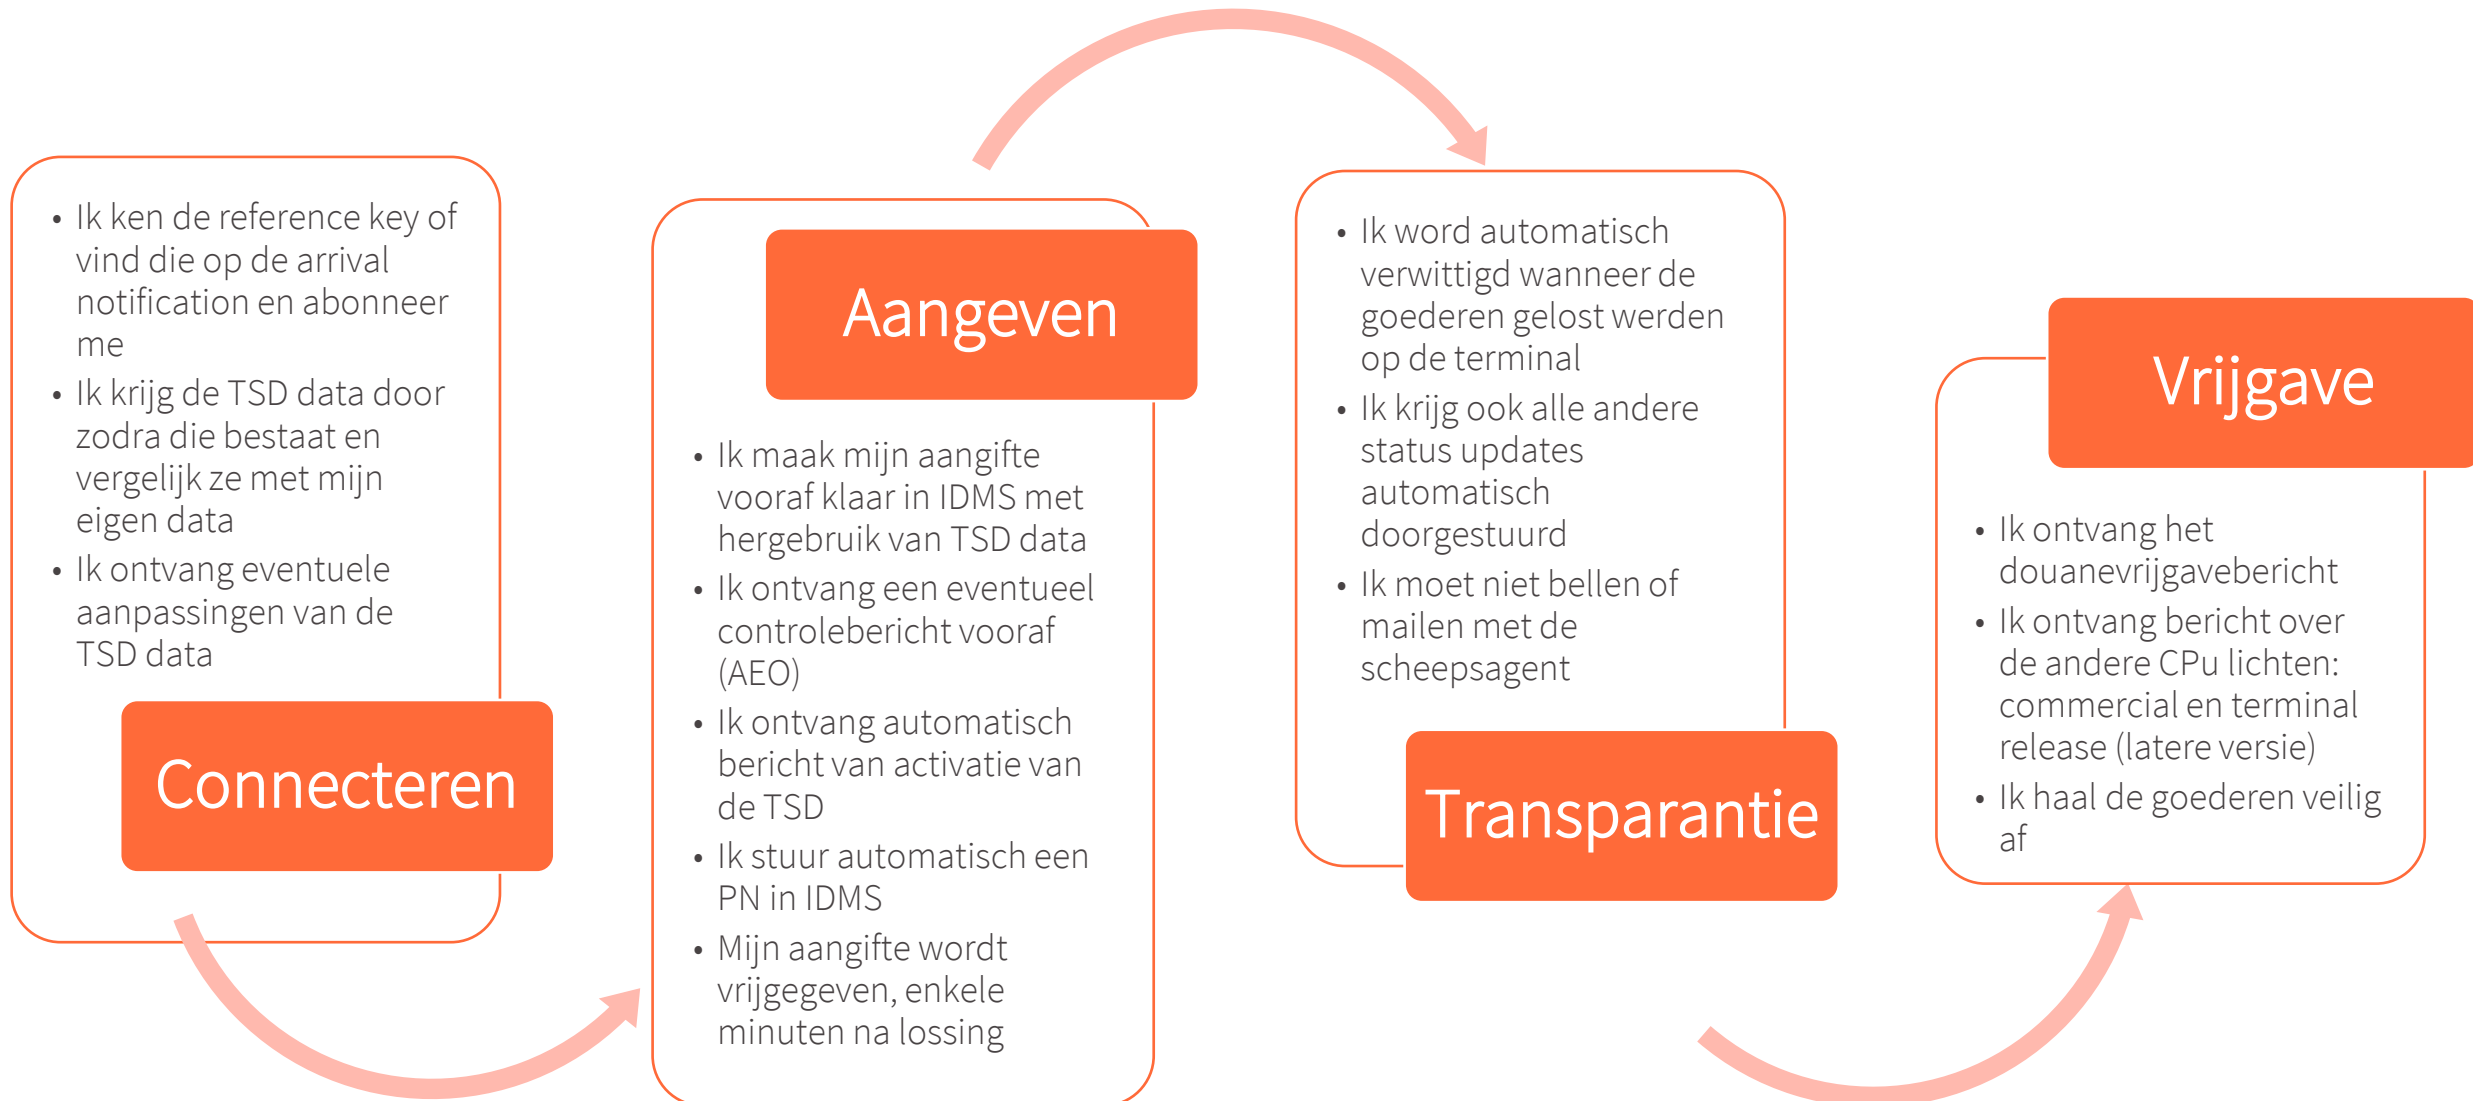 • Ik ken de reference key of
vind die op de arrival
notification en abonneer
me
• Ik krijg de TSD data door
zodra die bestaat en
vergelijk ze met mijn
eigen data
• Ik ontvang eventuele
aanpassingen van de
TSD data
Connecteren
Aangeven
• Ik maak mijn aangifte
vooraf klaar in IDMS met
hergebruik van TSD data
• Ik ontvang een eventueel
controlebericht vooraf
(AEO)
• Ik ontvang automatisch
bericht van activatie van
de TSD
• Ik stuur automatisch een
PN in IDMS
• Mijn aangifte wordt
vrijgegeven, enkele
minuten na lossing
• Ik word automatisch
verwittigd wanneer de
goederen gelost werden
op de terminal
• Ik krijg ook alle andere
status updates
automatisch
doorgestuurd
• Ik moet niet bellen of
mailen met de
scheepsagent
Transparantie
Vrijgave
• Ik ontvang het
douanevrijgavebericht
• Ik ontvang bericht over
de andere CPu lichten:
commercial en terminal
release (latere versie)
• Ik haal de goederen veilig
af